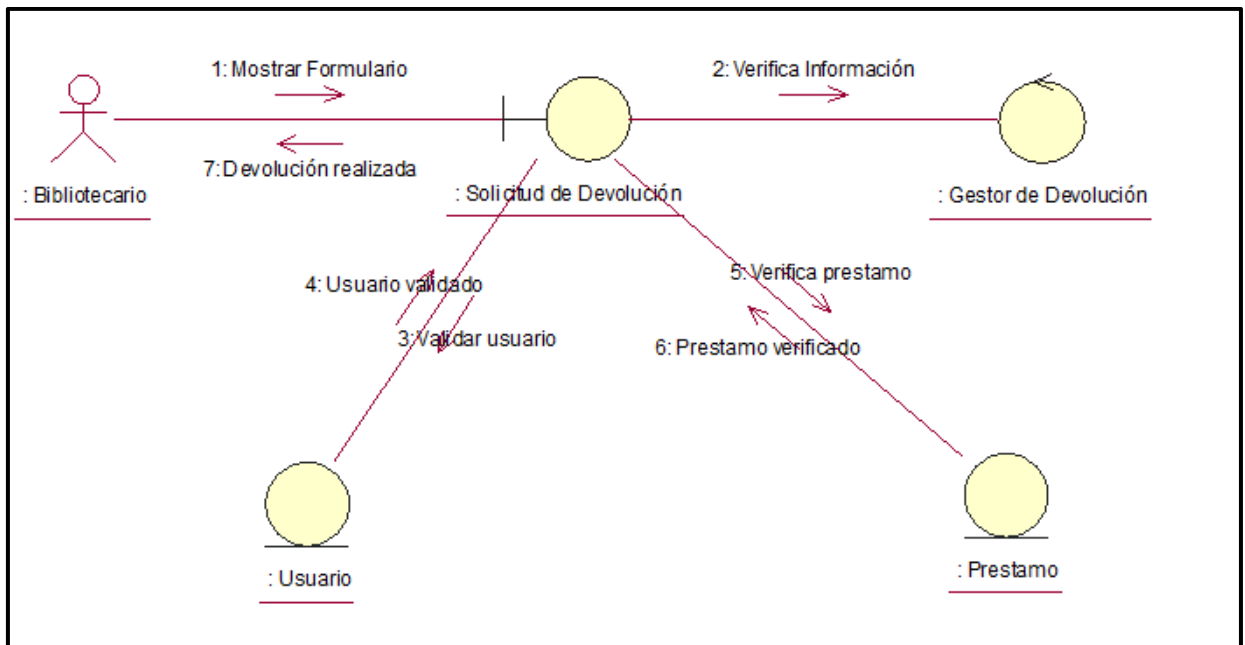 1: Mostrar Formulario
2: Verifica Información
7: Devolución realizada
: Bibliotecario
: Solicitud de Devolución
: Gestor de Devolución
4: Usuario validado
5: Verifica prestamo
3: Validar usuario
6: Prestamo verificado
: Usuario
: Prestamo